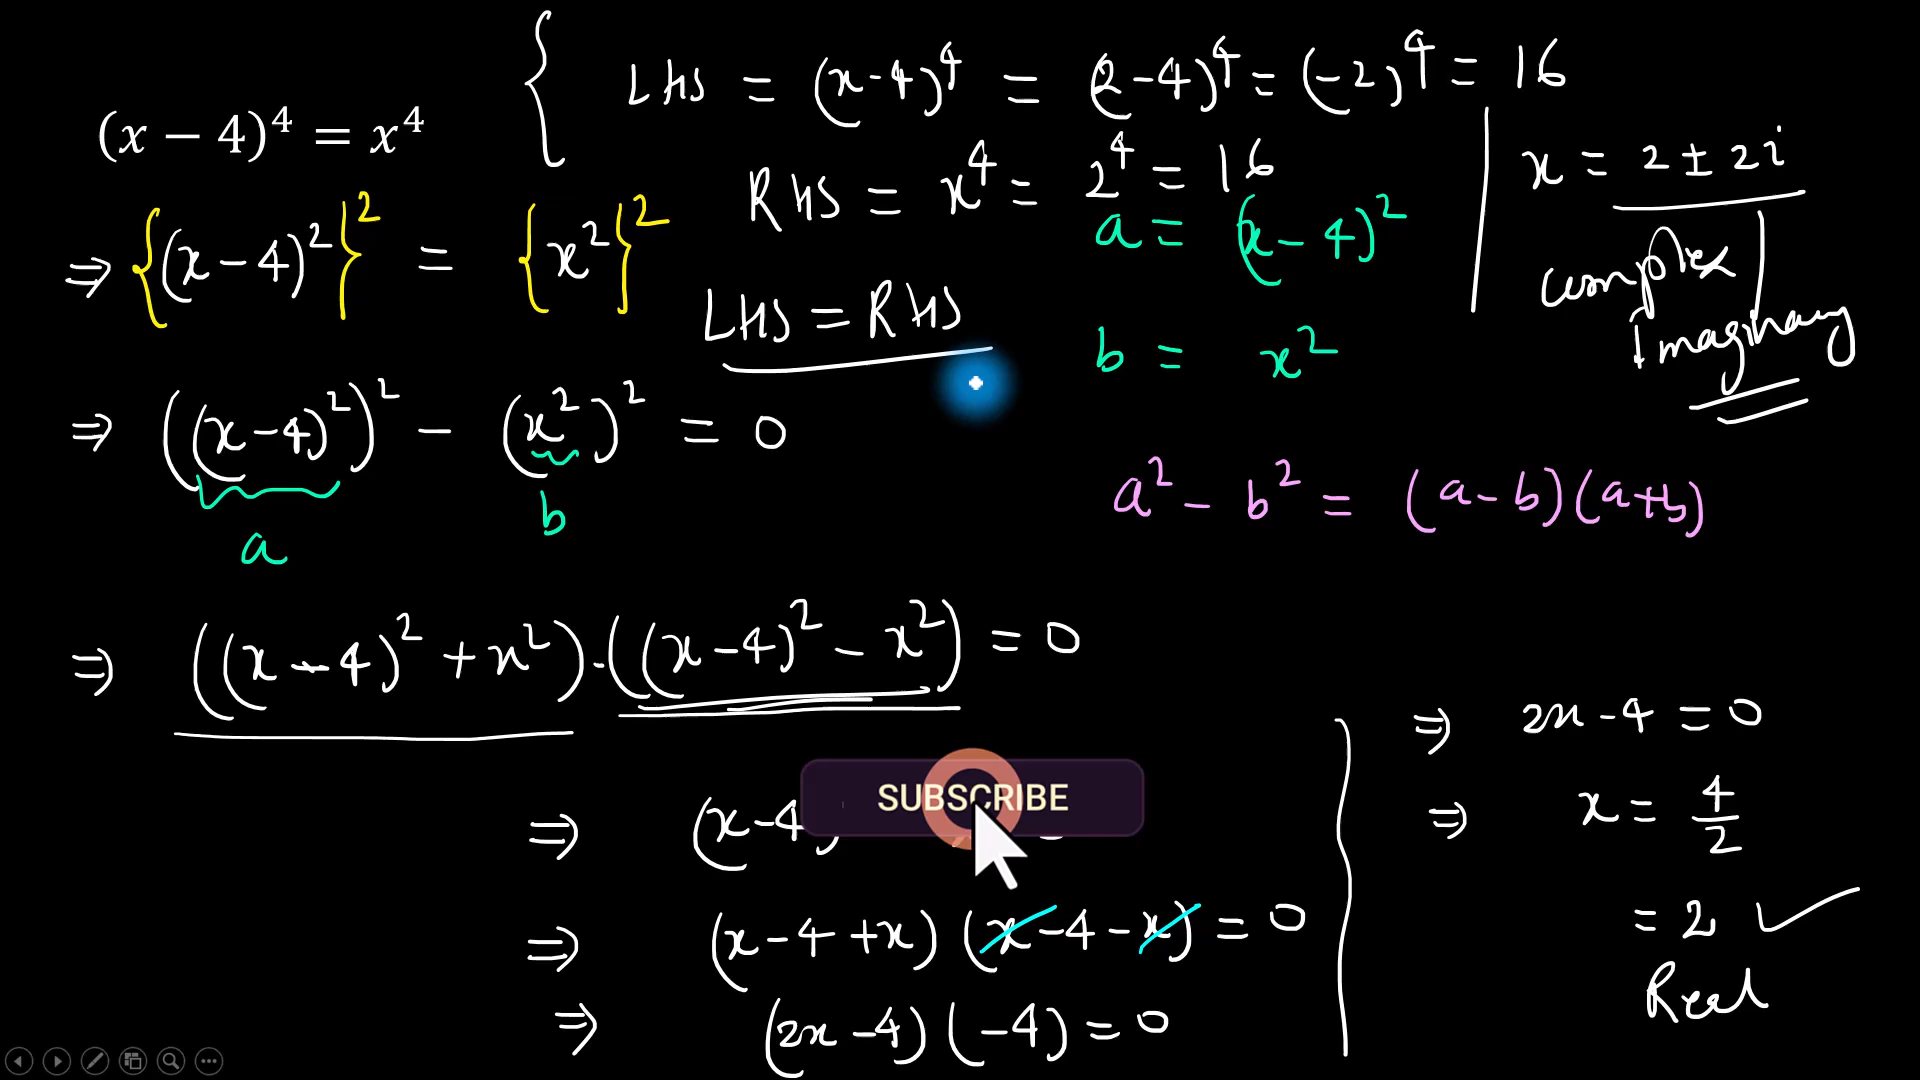 (x − 4)⁴ = x⁴
LHS = (x-4)⁴ = (2-4)⁴ = (-2)⁴ = 16
RHS = x⁴ = 2⁴ = 16
x = 2 ± 2i
complex
Imaginary
⇒ {(x-4)²}² = {x²}²
LHS = RHS
a = (x-4)²
b = x²
⇒ ((x-4)²)² - (x²)² = 0
a
b
a² - b² = (a-b)(a+b)
⇒ ((x-4)² + x²).((x-4)² - x²) = 0
⇒ (x-4)
SUBSCRIBE
⇒ (x-4+x)(x-4-x) = 0
⇒ (2x-4)(-4) = 0
⇒ 2x-4 = 0
⇒ x = 4/2
= 2 ✓
Real